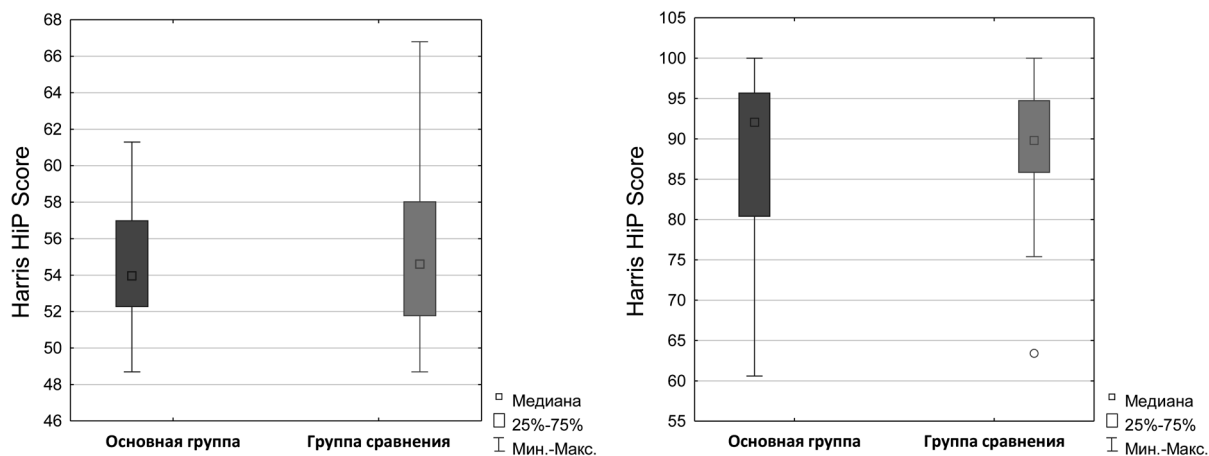 Harris HiP Score
68
66
64
62
60
58
56
54
52
50
48
46
Основная группа
Группа сравнения
Медиана
25%-75%
Мин.-Макс.
Harris HiP Score
105
100
95
90
85
80
75
70
65
60
55
Основная группа
Группа сравнения
Медиана
25%-75%
Мин.-Макс.